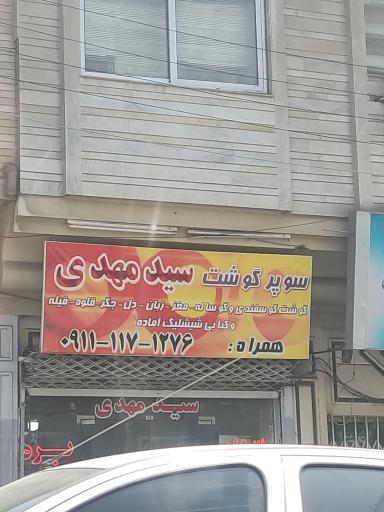 سوپر گوشت سید مهدی
گوشت گوسفندی و گوساله - مغز - زبان - دل - جگر - قلوه - فیله
و کبابی شیشلیک آماده
همراه : ۰۹۱۱-۱۱۷-۱۲۷۶
سید مهدی